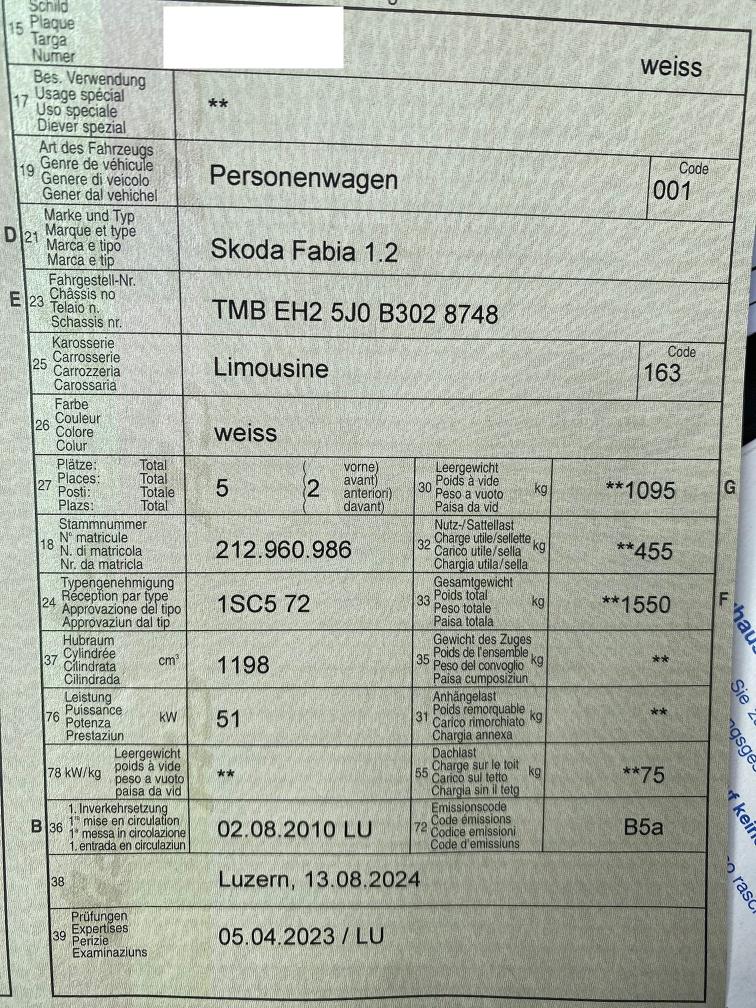 Schild
15 Plaque
Targa
Numer
weiss
Bes. Verwendung
17 Usage spécial
Uso speciale
Diever spezial
**
Art des Fahrzeugs
19 Genre de véhicule
Genere di veicolo
Gener dal vehichel
Personenwagen
Code
001
Marke und Typ
D 21 Marque et type
Marca e tipo
Marca e tip
Skoda Fabia 1.2
Fahrgestell-Nr.
E 23 Châssis no
Telaio n.
Schassis nr.
TMB EH2 5J0 B302 8748
Karosserie
25 Carrosserie
Carrozzeria
Carossaria
Limousine
Code
163
Farbe
26 Couleur
Colore
Colur
weiss
Plätze: Total
27 Places: Total
Posti: Totale
Plazs: Total
5
( vorne)
( 2 avant)
( anteriori)
( davant)
Leergewicht
30 Poids à vide kg
Peso a vuoto
Paisa da vid
**1095 G
Stammnummer
18 N° matricule
N. di matricola
Nr. da matricla
212.960.986
Nutz-/Sattellast
32 Charge utile/sellette kg
Carico utile/sella
Chargia utila/sella
**455
Typengenehmigung
24 Réception par type
Approvazione del tipo
Approvaziun dal tip
1SC5 72
Gesamtgewicht
33 Poids total kg
Peso totale
Paisa totala
**1550 F
Hubraum
37 Cylindrée cm³
Cilindrata
Cilindrada
1198
Gewicht des Zuges
35 Poids de l'ensemble kg
Peso del convoglio
Paisa cumposiziun
**
Leistung
76 Puissance kW
Potenza
Prestaziun
51
Anhängelast
31 Poids remorquable kg
Carico rimorchiato
Chargia annexa
**
Leergewicht
78 kW/kg poids à vide
peso a vuoto
paisa da vid
**
Dachlast
55 Charge sur le toit kg
Carico sul tetto
Chargia sin il tetg
**75
1. Inverkehrsetzung
B 36 1re mise en circulation
1a messa in circolazione
1. entrada en circulaziun
02.08.2010 LU
Emissionscode
72 Code émissions
Codice emissioni
Code d'emissiuns
B5a
38
Luzern, 13.08.2024
Prüfungen
39 Expertises
Perizie
Examinaziuns
05.04.2023 / LU